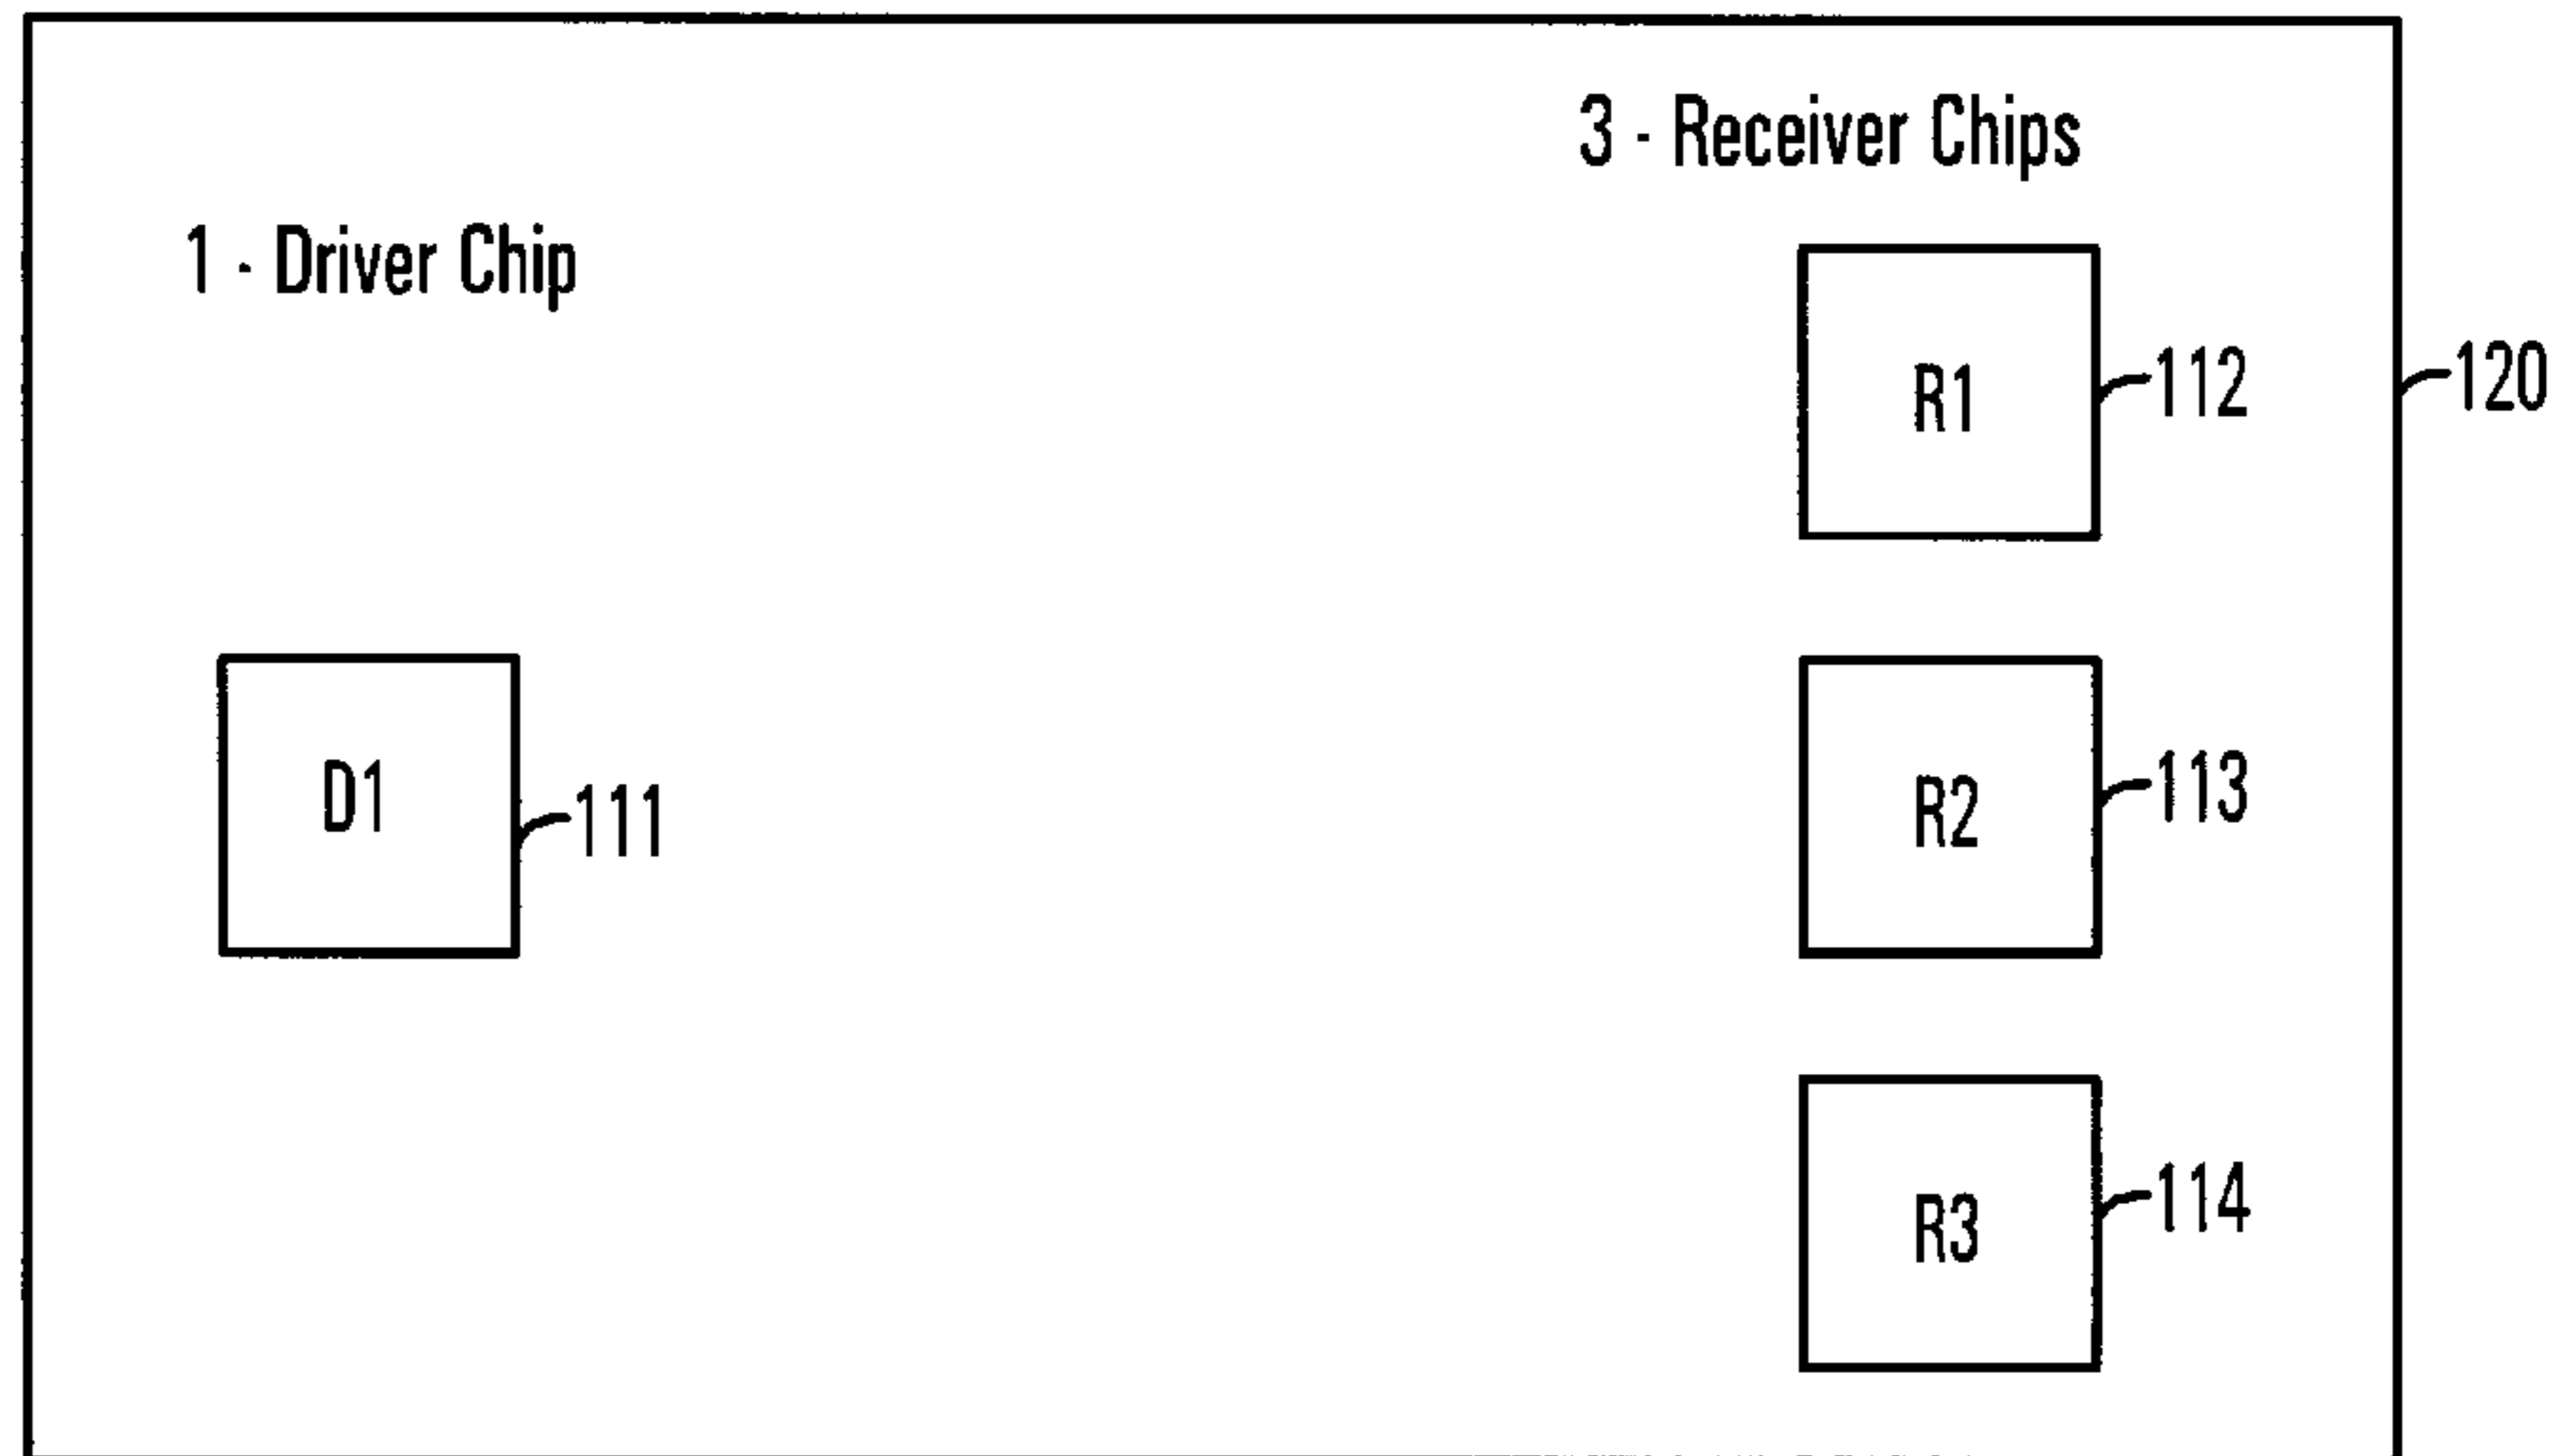 3 - Receiver Chips
1 - Driver Chip
R1
112
120
D1
111
R2
113
R3
114